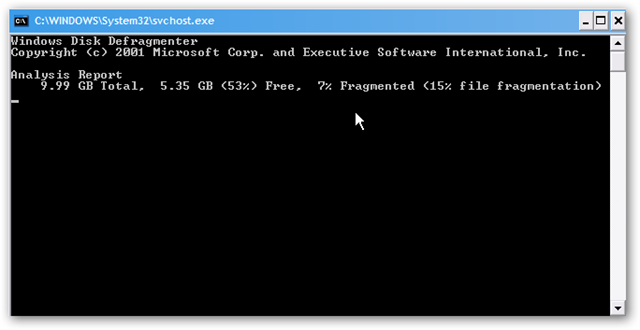 C:\WINDOWS\System32\svchost.exe
Windows Disk Defragmenter
Copyright (c) 2001 Microsoft Corp. and Executive Software International, Inc.
Analysis Report
    9.99 GB Total,  5.35 GB (53%) Free,  7% Fragmented (15% file fragmentation)